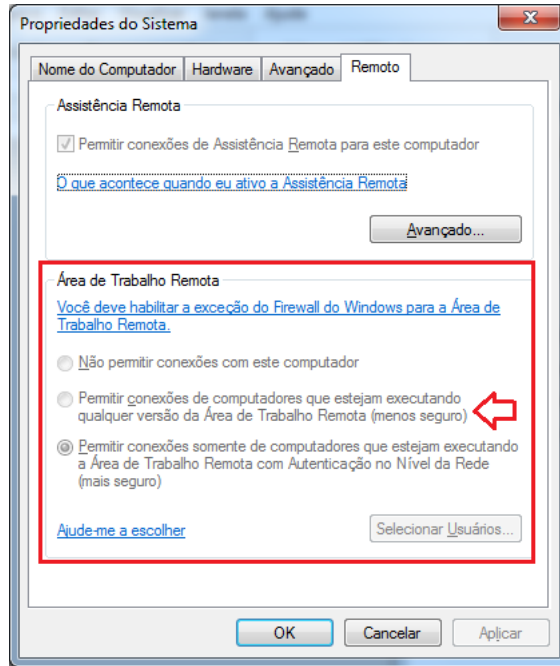 Propriedades do Sistema
Nome do Computador
Hardware
Avançado
Remoto
Assistência Remota
Permitir conexões de Assistência Remota para este computador
O que acontece quando eu ativo a Assistência Remota
Avançado...
Área de Trabalho Remota
Você deve habilitar a exceção do Firewall do Windows para a Área de
Trabalho Remota.
Não permitir conexões com este computador
Permitir conexões de computadores que estejam executando
qualquer versão da Área de Trabalho Remota (menos seguro)
Permitir conexões somente de computadores que estejam executando
a Área de Trabalho Remota com Autenticação no Nível da Rede
(mais seguro)
Ajude-me a escolher
Selecionar Usuários...
OK
Cancelar
Aplicar